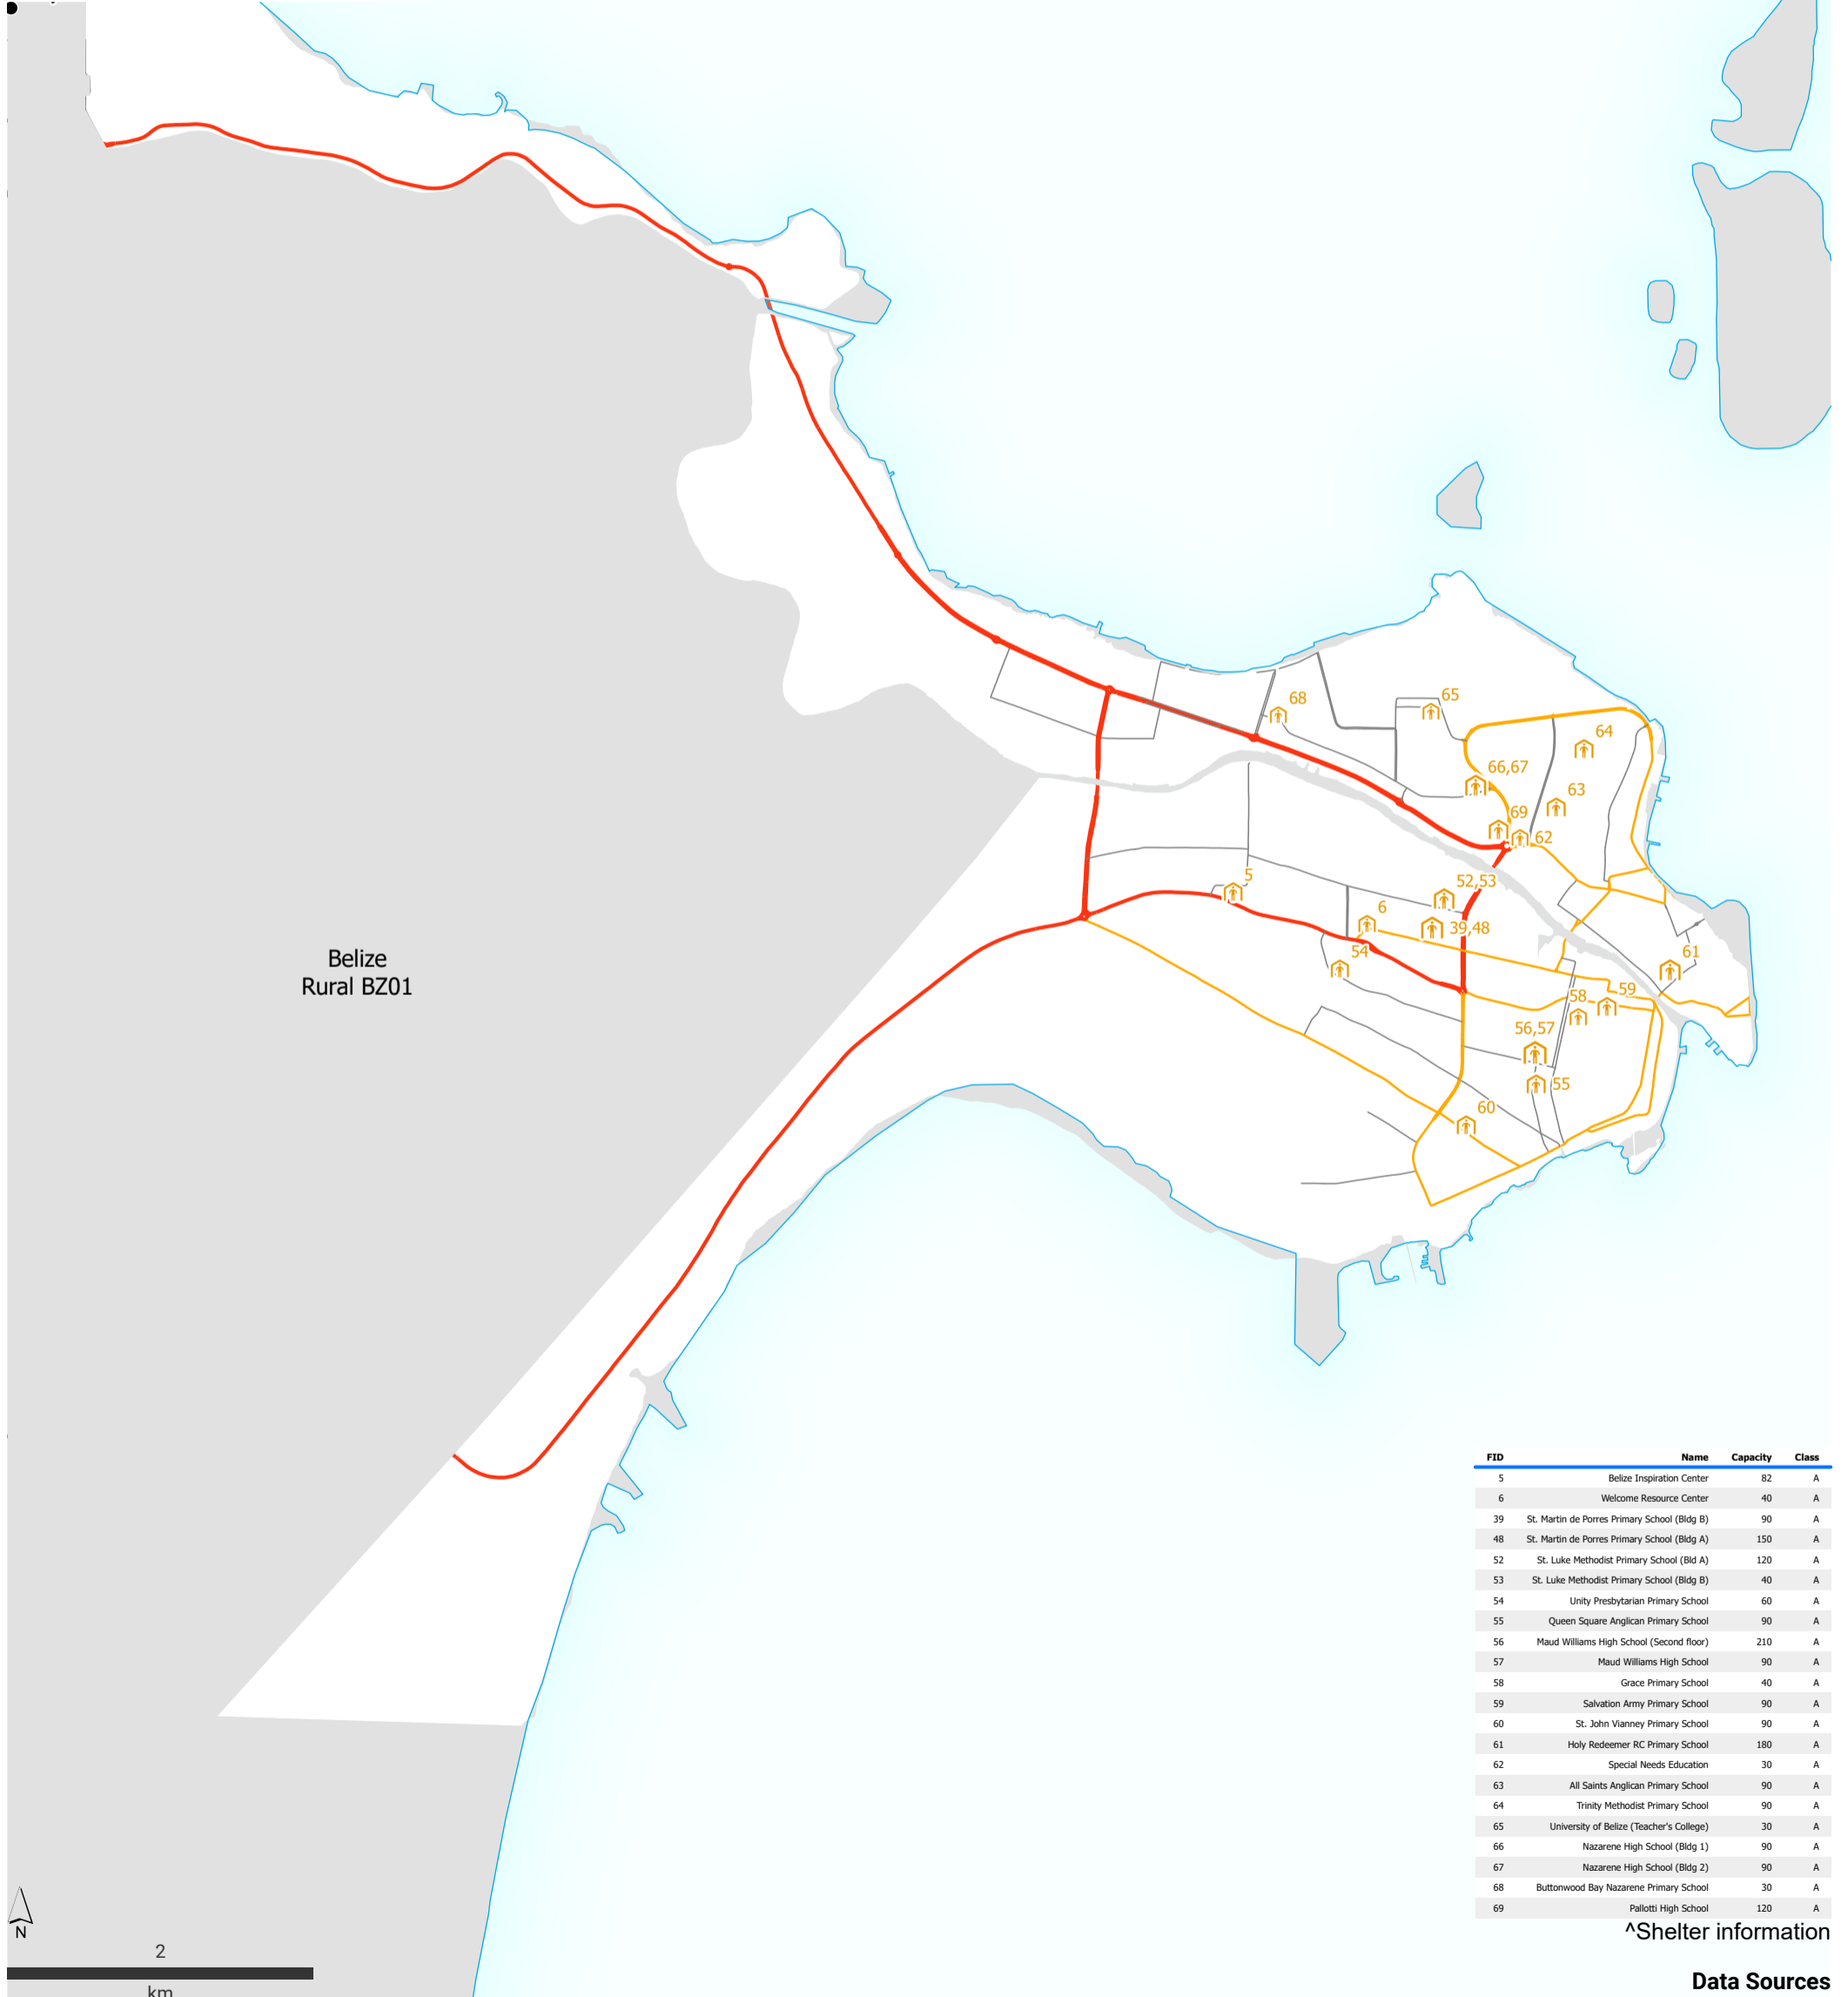 68
65
64
66,67
63
69
62
5
52,53
6
39,48
54
61
Belize
Rural BZ01
58
59
56,57
55
60
FID Name Capacity Class
5 Belize Inspiration Center 82 A
6 Welcome Resource Center 40 A
39 St. Martin de Porres Primary School (Bldg B) 90 A
48 St. Martin de Porres Primary School (Bldg A) 150 A
52 St. Luke Methodist Primary School (Bld A) 120 A
53 St. Luke Methodist Primary School (Bldg B) 40 A
54 Unity Presbytarian Primary School 60 A
55 Queen Square Anglican Primary School 90 A
56 Maud Williams High School (Second floor) 210 A
57 Maud Williams High School 90 A
58 Grace Primary School 40 A
59 Salvation Army Primary School 90 A
60 St. John Vianney Primary School 90 A
61 Holy Redeemer RC Primary School 180 A
62 Special Needs Education 30 A
63 All Saints Anglican Primary School 90 A
64 Trinity Methodist Primary School 90 A
65 University of Belize (Teacher's College) 30 A
66 Nazarene High School (Bldg 1) 90 A
67 Nazarene High School (Bldg 2) 90 A
68 Buttonwood Bay Nazarene Primary School 30 A
69 Pallotti High School 120 A
^Shelter information
N
2
km
Data Sources